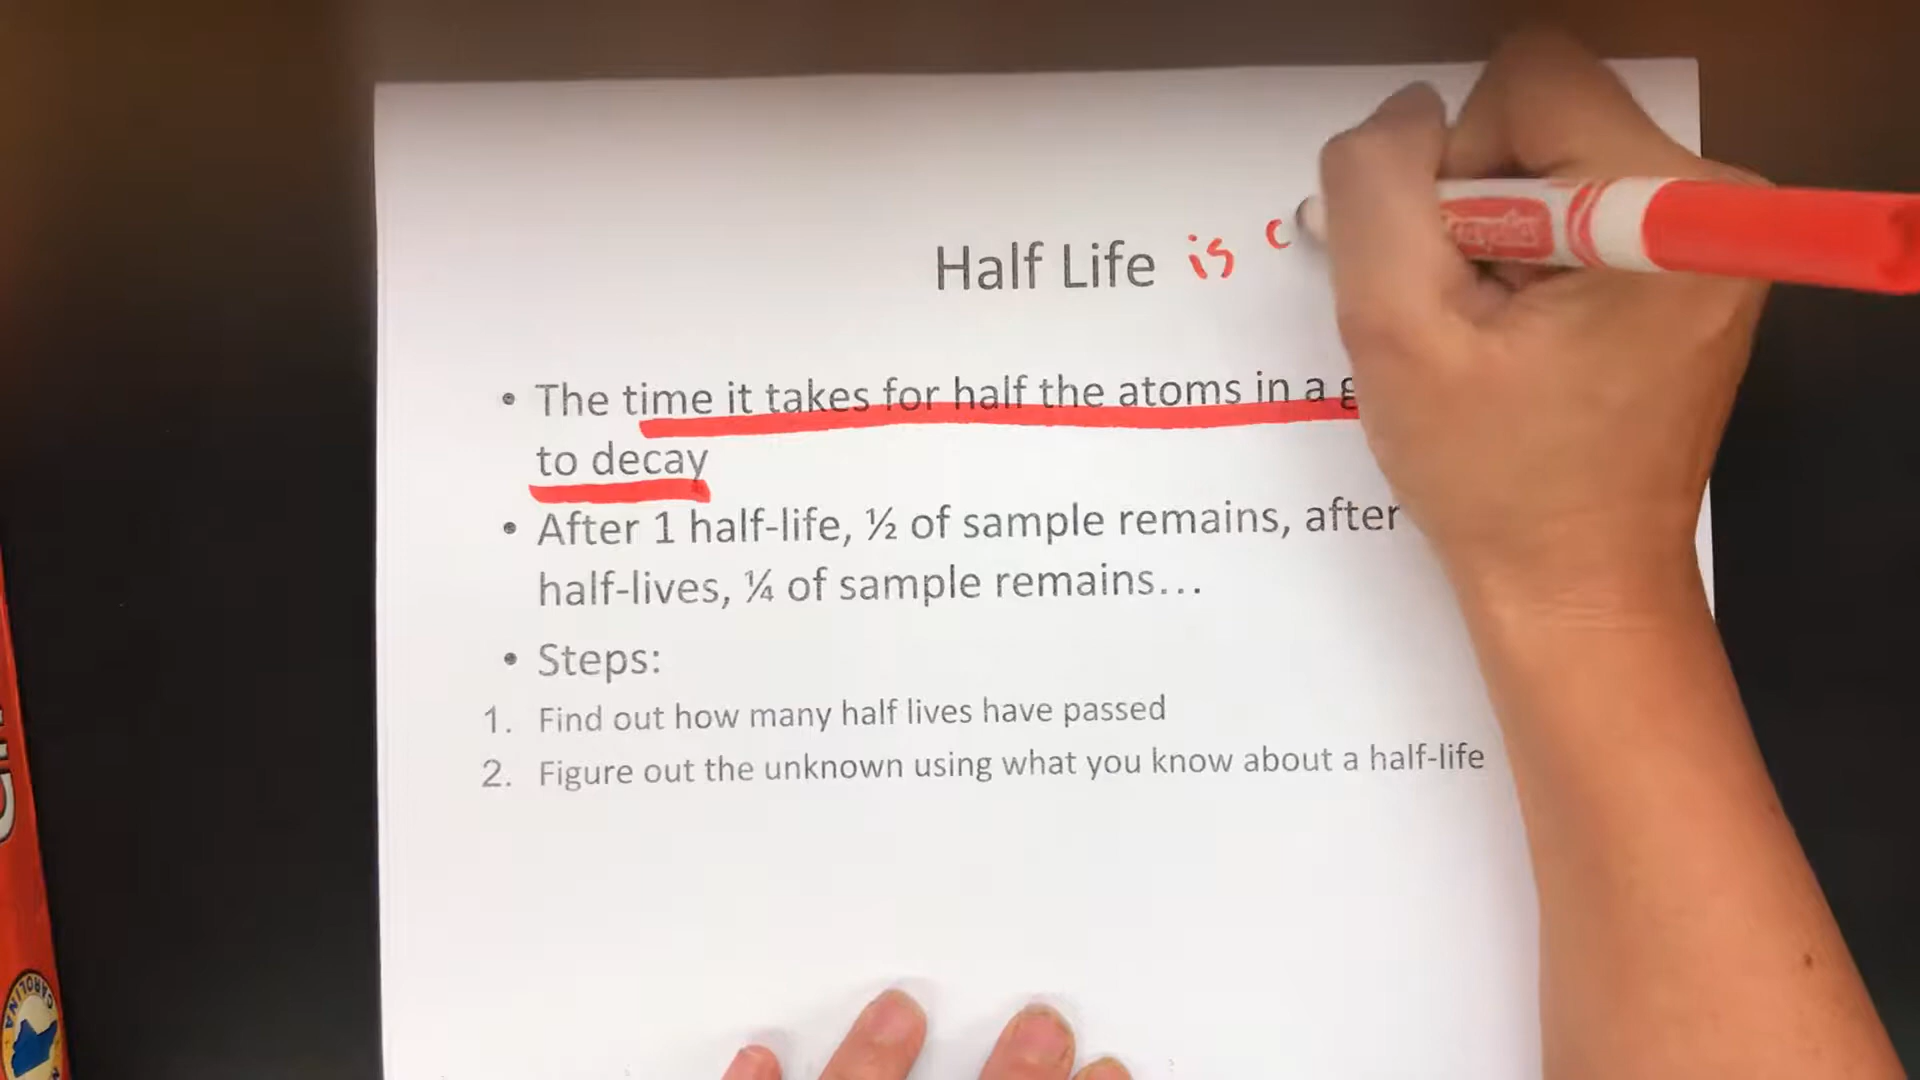 Half Life is c
• The time it takes for half the atoms in a g
to decay
• After 1 half-life, ½ of sample remains, after
half-lives, ¼ of sample remains...
• Steps:
1. Find out how many half lives have passed
2. Figure out the unknown using what you know about a half-life
CAROLINA